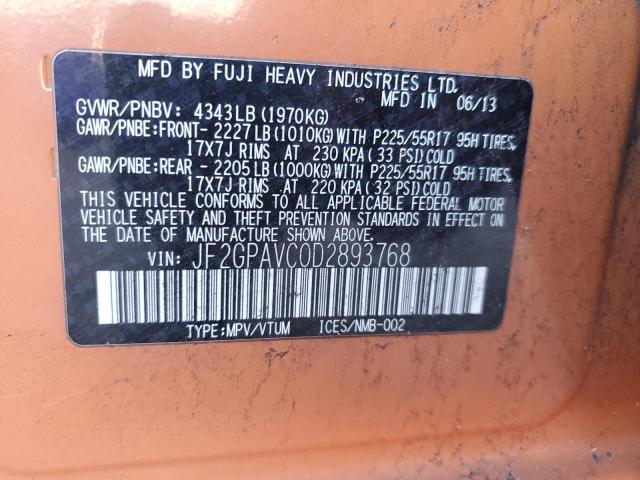 MFD BY FUJI HEAVY INDUSTRIES LTD.
MFD IN 06/13
GVWR/PNBV: 4343LB(1970KG)
GAWR/PNBE:FRONT- 2227LB(1010KG)WITH P225/55R17 95H TIRES,
17X7J RIMS AT 230 KPA(33 PSI)COLD
GAWR/PNBE:REAR - 2205LB(1000KG)WITH P225/55R17 95H TIRES,
17X7J RIMS AT 220 KPA(32 PSI)COLD
THIS VEHICLE CONFORMS TO ALL APPLICABLE FEDERAL MOTOR
VEHICLE SAFETY AND THEFT PREVENTION STANDARDS IN EFFECT ON
THE DATE OF MANUFACTURE SHOWN ABOVE.
VIN: JF2GPAVC0D2893768
TYPE:MPV/VTUM ICES/NMB-002